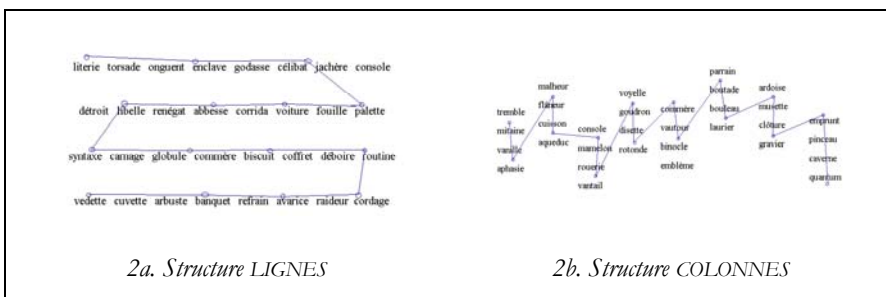 literie torsade onguent enclave godasse célibat jachère console
détroit libelle renégat abbesse corrida voiture fouille palette
syntaxe carnage globule commère biscuit coffret déboire routine
vedette cuvette arbuste banquet refrain avarice raideur cordage
2a. Structure LIGNES
tremble
mitaine
vanille
aphasie
malheur
flâneur
cuisson
aqueduc
console
mamelon
rouerie
vantail
voyelle
goudron
disette
rotonde
commère
vautour
binocle
emblème
parrain
boutade
bouleau
laurier
ardoise
musette
clôture
gravier
emprunt
pinceau
caverne
quantum
2b. Structure COLONNES